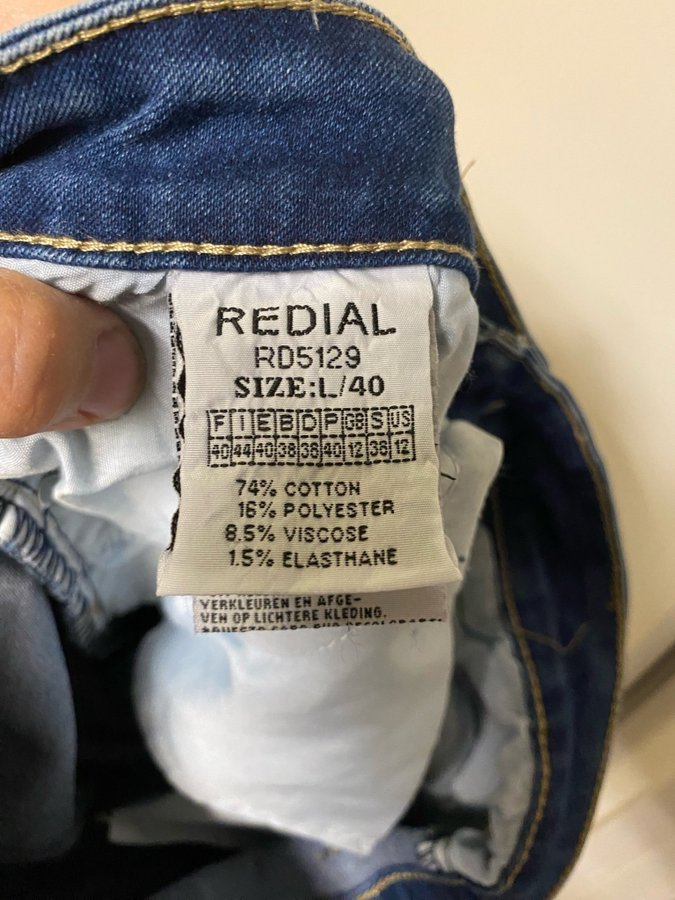 REDIAL
RD5129
SIZE:L/40
F I E B D P GB S US
40 44 40 38 38 40 12 38 12
74% COTTON
16% POLYESTER
8.5% VISCOSE
1.5% ELASTHANE
VERKLEUREN EN AFGE-
VEN OP LICHTERE KLEDING.